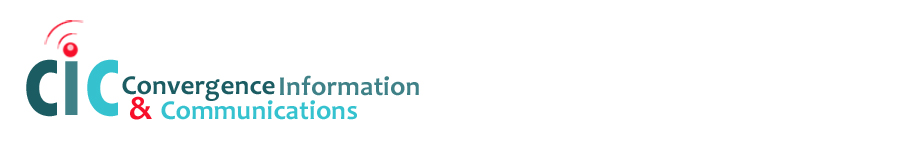 CiC Convergence Information
& Communications